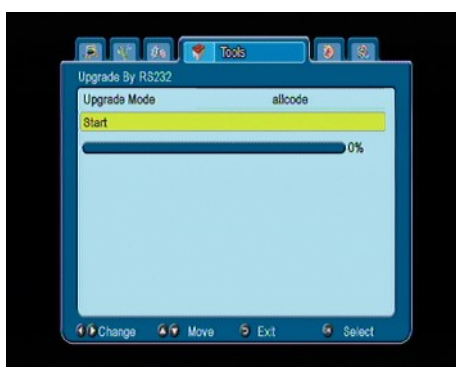 Tools
Upgrade By RS232
Upgrade Mode allcode
Start
0%
Change Move Exit Select